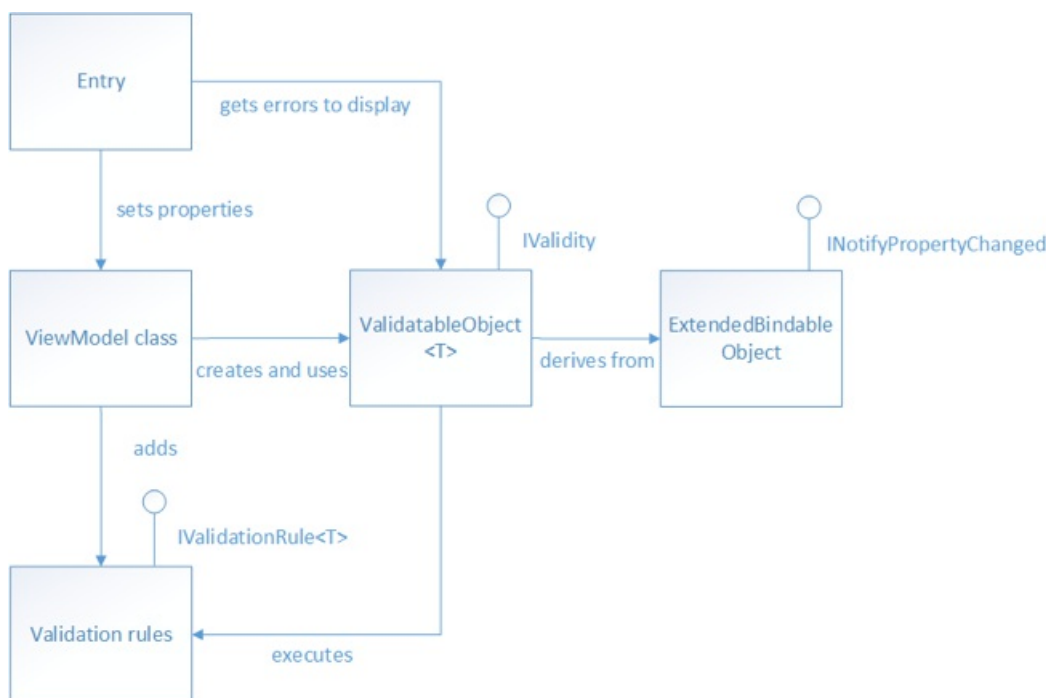 Entry
gets errors to display
sets properties
IValidity
INotifyPropertyChanged
ViewModel class
creates and uses
ValidatableObject
<T>
derives from
ExtendedBindable
Object
adds
IValidationRule<T>
Validation rules
executes